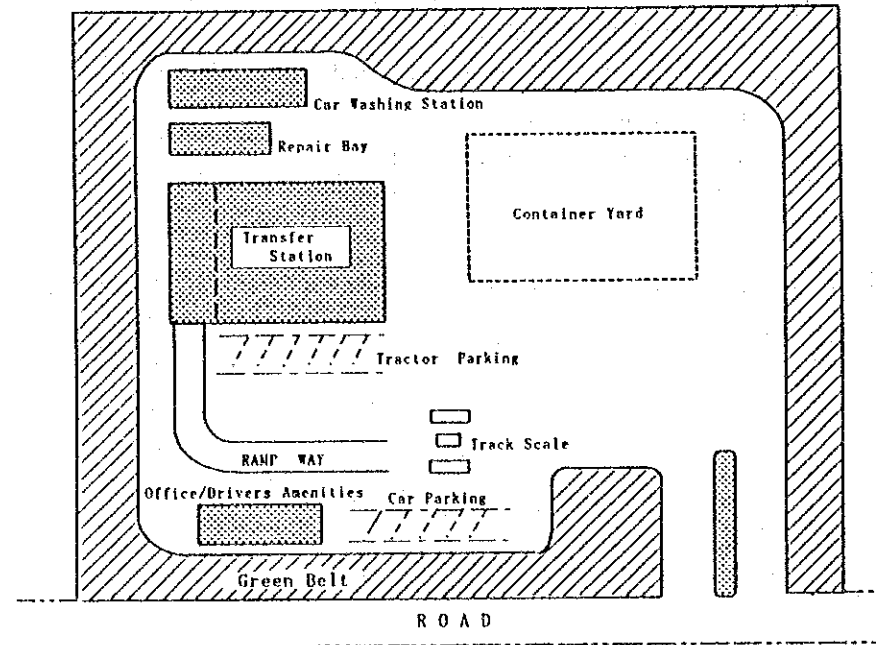 Car Washing Station
Repair Bay
Container Yard
Transfer
Station
Tractor Parking
Track Scale
RAMP WAY
Office/Drivers Amenities
Car Parking
Green Belt
ROAD